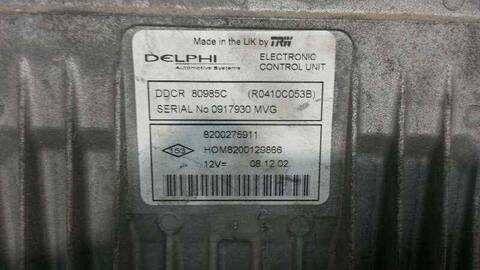 Made in the UK by TRW
DELPHI
Automotive Systems
ELECTRONIC
CONTROL UNIT
DDCR 80985C (R0410C053B)
SERIAL No 0917930 MVG
8200275911
153
HOM8200129866
12V= 08.12.02